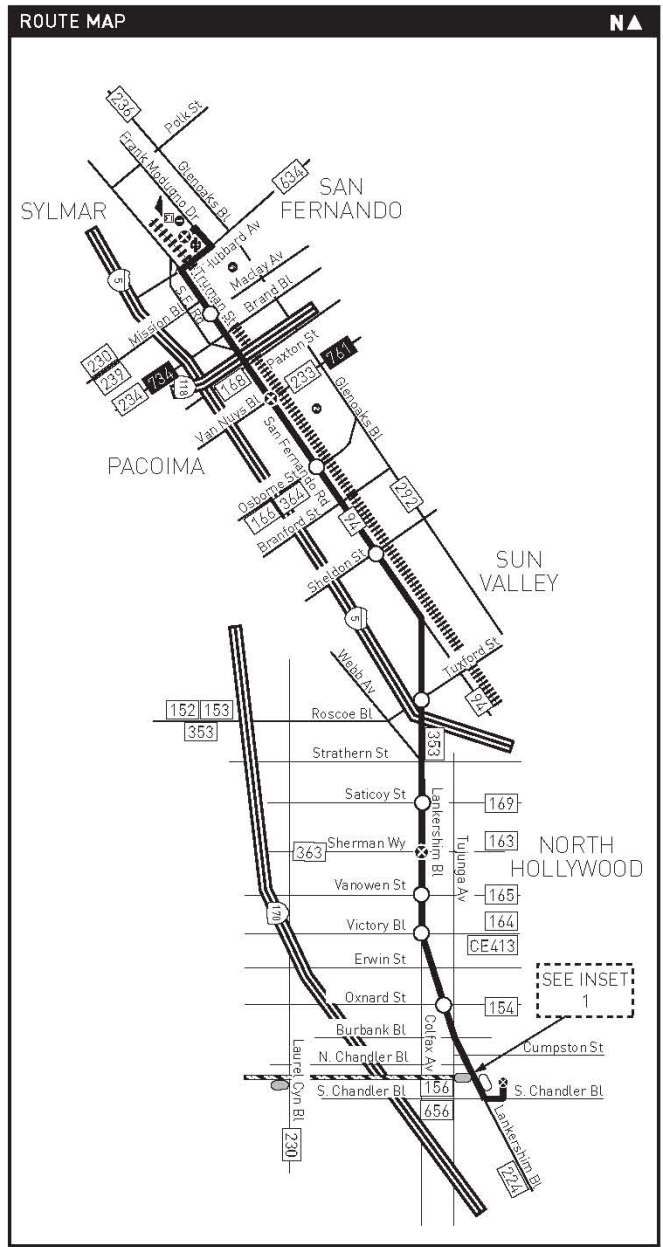 ROUTE MAP
N
236
Polk St
Frank Modugno Dr
Glenoaks Bl
634
SAN
FERNANDO
SYLMAR
Hubbard Av
5
Maclay Av
Truman St
S.F. Rd
Brand Bl
Mission Bl
Paxton St
761
230
239
734
234
118
168
233
Glenoaks Bl
Van Nuys Bl
2
PACOIMA
San Fernando Rd
Osborne St
166
364
Branford St
94
292
Sheldon St
SUN
VALLEY
5
Webb Av
Tuxford St
94
152
153
353
Roscoe Bl
353
Strathern St
Saticoy St
Lankershim Bl
169
363
Sherman Wy
Tujunga Av
163
NORTH
HOLLYWOOD
Vanowen St
165
170
Victory Bl
164
CE413
Erwin St
SEE INSET
1
Oxnard St
154
Burbank Bl
Colfax Av
Cumpston St
N. Chandler Bl
Laurel Cyn Bl
S. Chandler Bl
156
656
S. Chandler Bl
Lankershim Bl
230
224